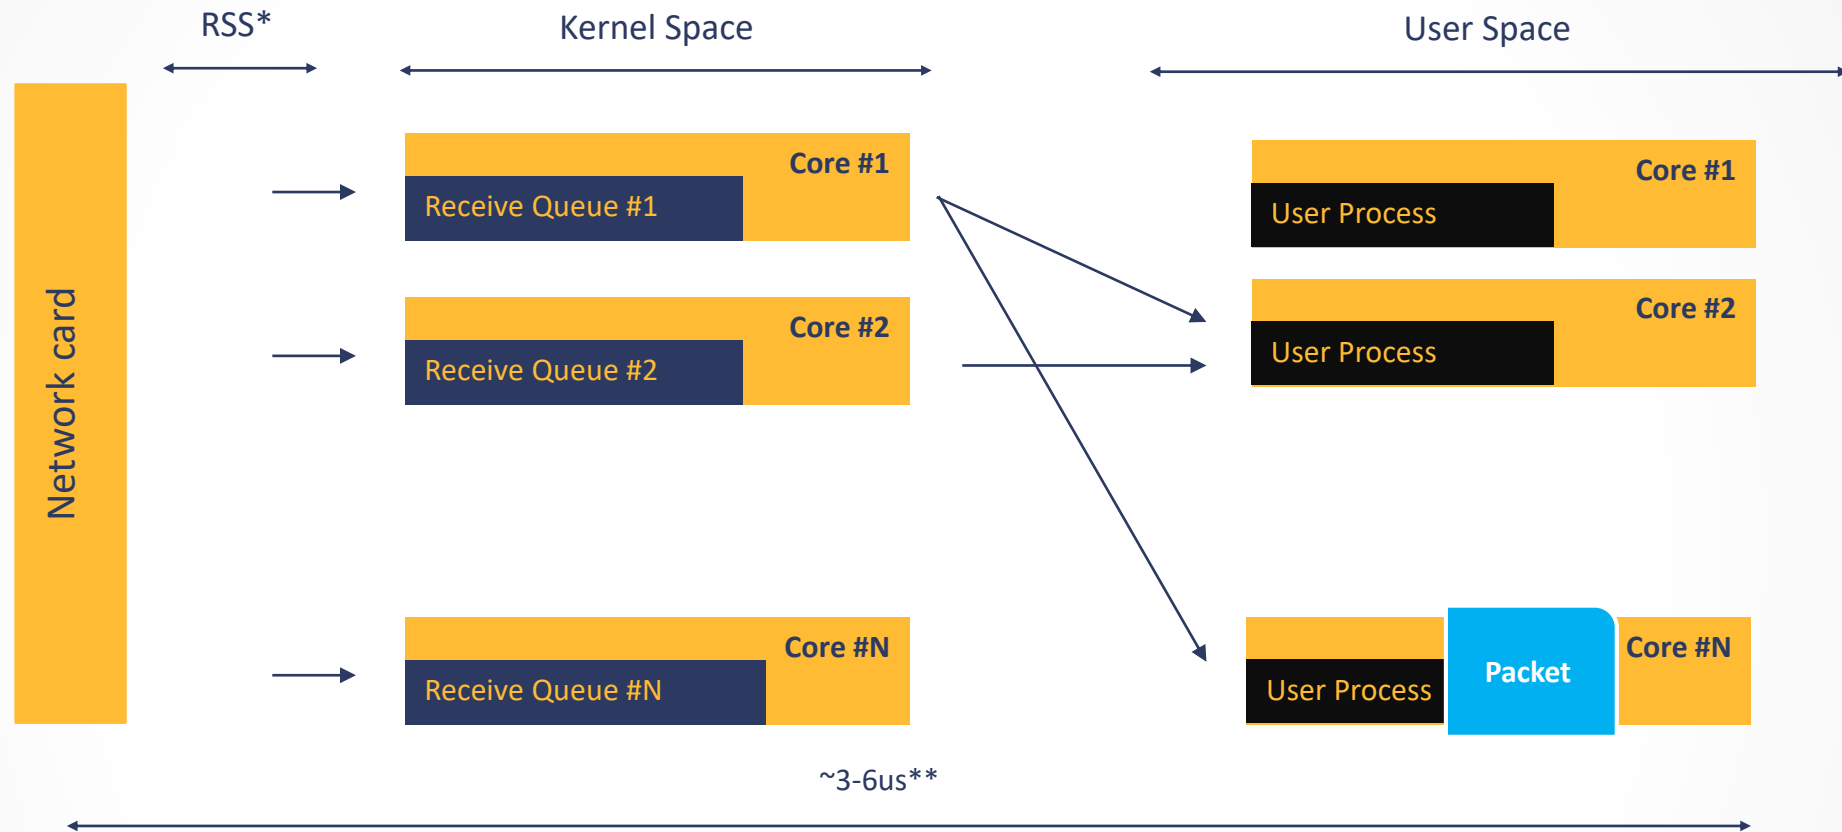 RSS*
Kernel Space
User Space
Network card
Core #1
Receive Queue #1
Core #2
Receive Queue #2
Core #N
Receive Queue #N
Core #1
User Process
Core #2
User Process
Core #N
User Process
Packet
~3-6us**